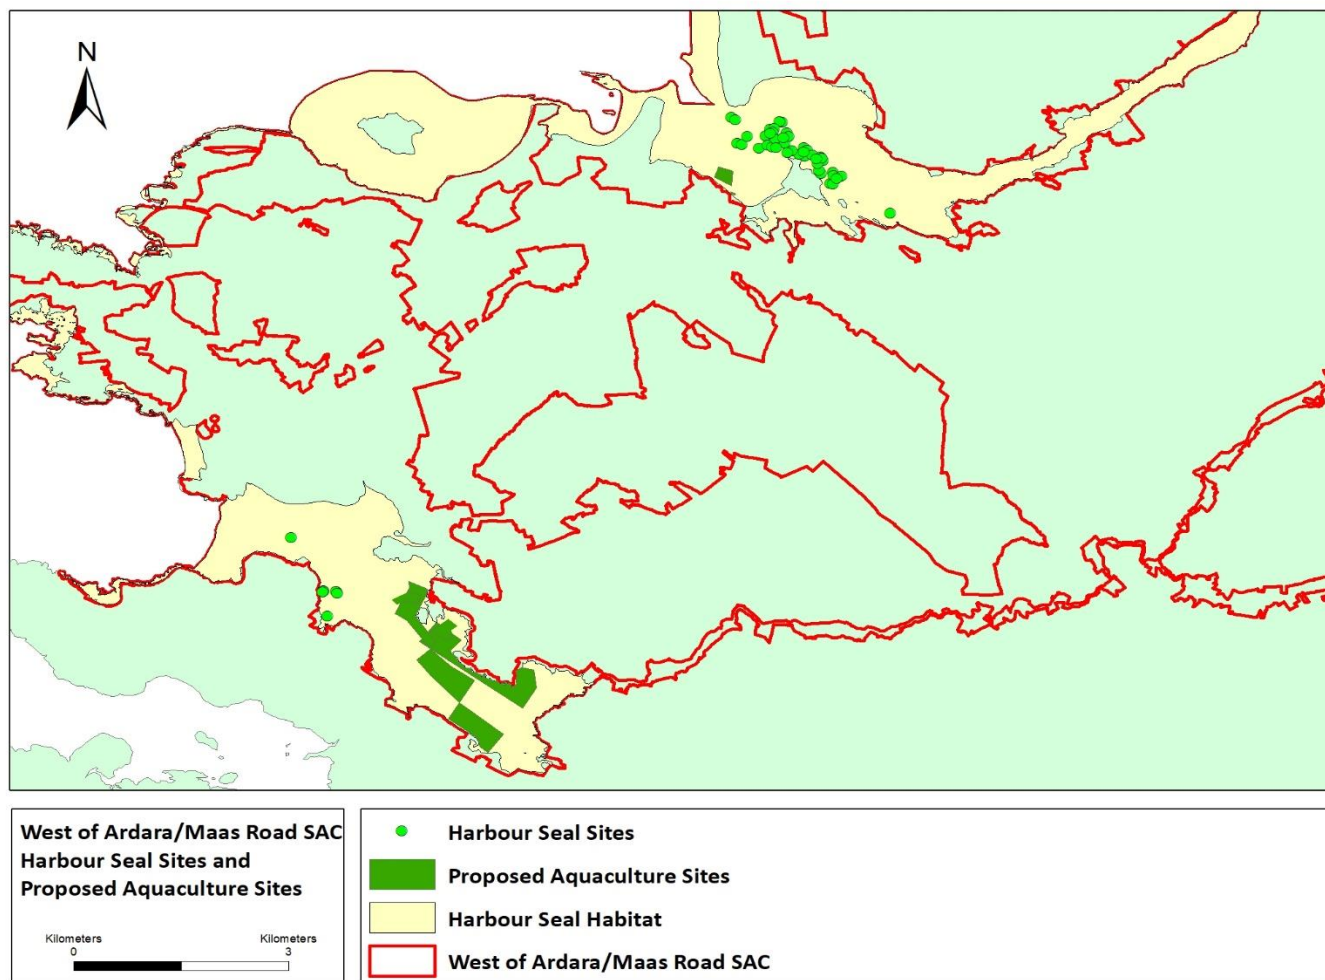 N
West of Ardara/Maas Road SAC
Harbour Seal Sites and
Proposed Aquaculture Sites
Kilometers Kilometers
0 3
Harbour Seal Sites
Proposed Aquaculture Sites
Harbour Seal Habitat
West of Ardara/Maas Road SAC